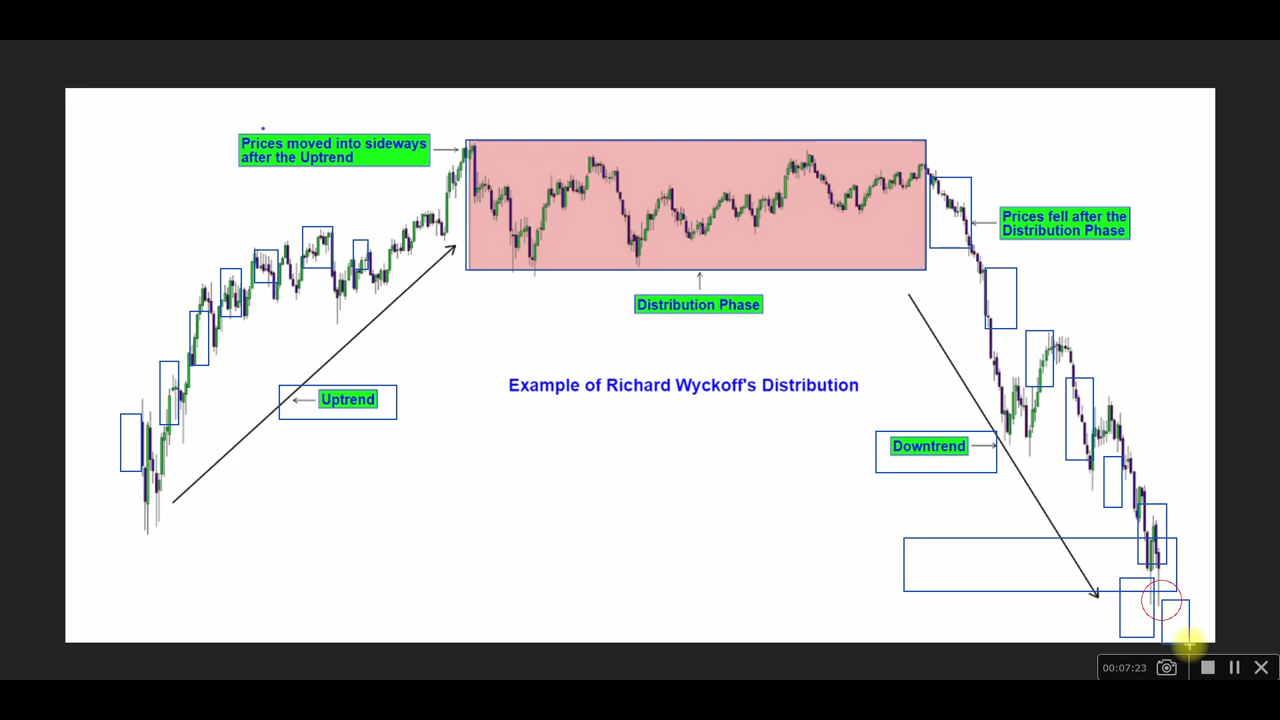 Prices moved into sideways
after the Uptrend
Prices fell after the
Distribution Phase
Distribution Phase
Example of Richard Wyckoff's Distribution
Uptrend
Downtrend
00:07:23